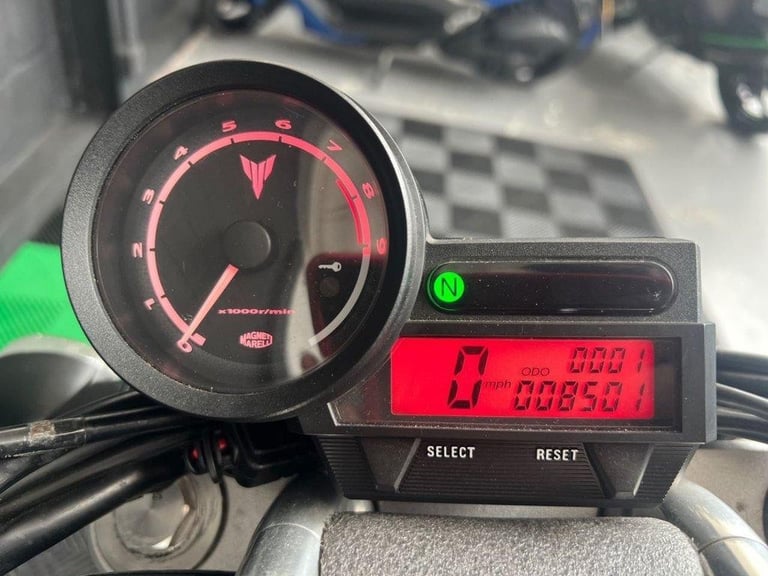 0 1 2 3 4 5 6 7 8 9
x1000r/min
MAGNETI
MARELLI
N
0 mph
0001
ODO
008501
SELECT RESET